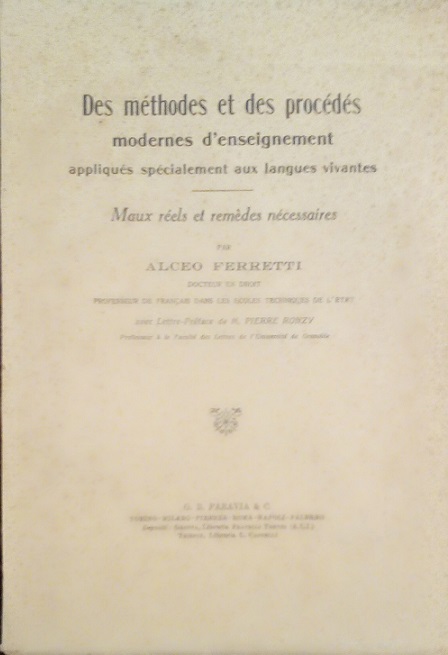 Des méthodes et des procédés
modernes d'enseignement
appliqués spécialement aux langues vivantes
Maux réels et remèdes nécessaires
PAR
ALCEO FERRETTI
DOCTEUR EN DROIT
PROFESSEUR DE FRANÇAIS DANS LES ÉCOLES TECHNIQUES DE L'ÉTAT
avec Lettre-Préface de M. PIERRE RONZY
Professeur à la Faculté des Lettres de l'Université de Grenoble
G. B. PARAVIA & C.
TORINO - MILANO - FIRENZE - ROMA - NAPOLI - PALERMO